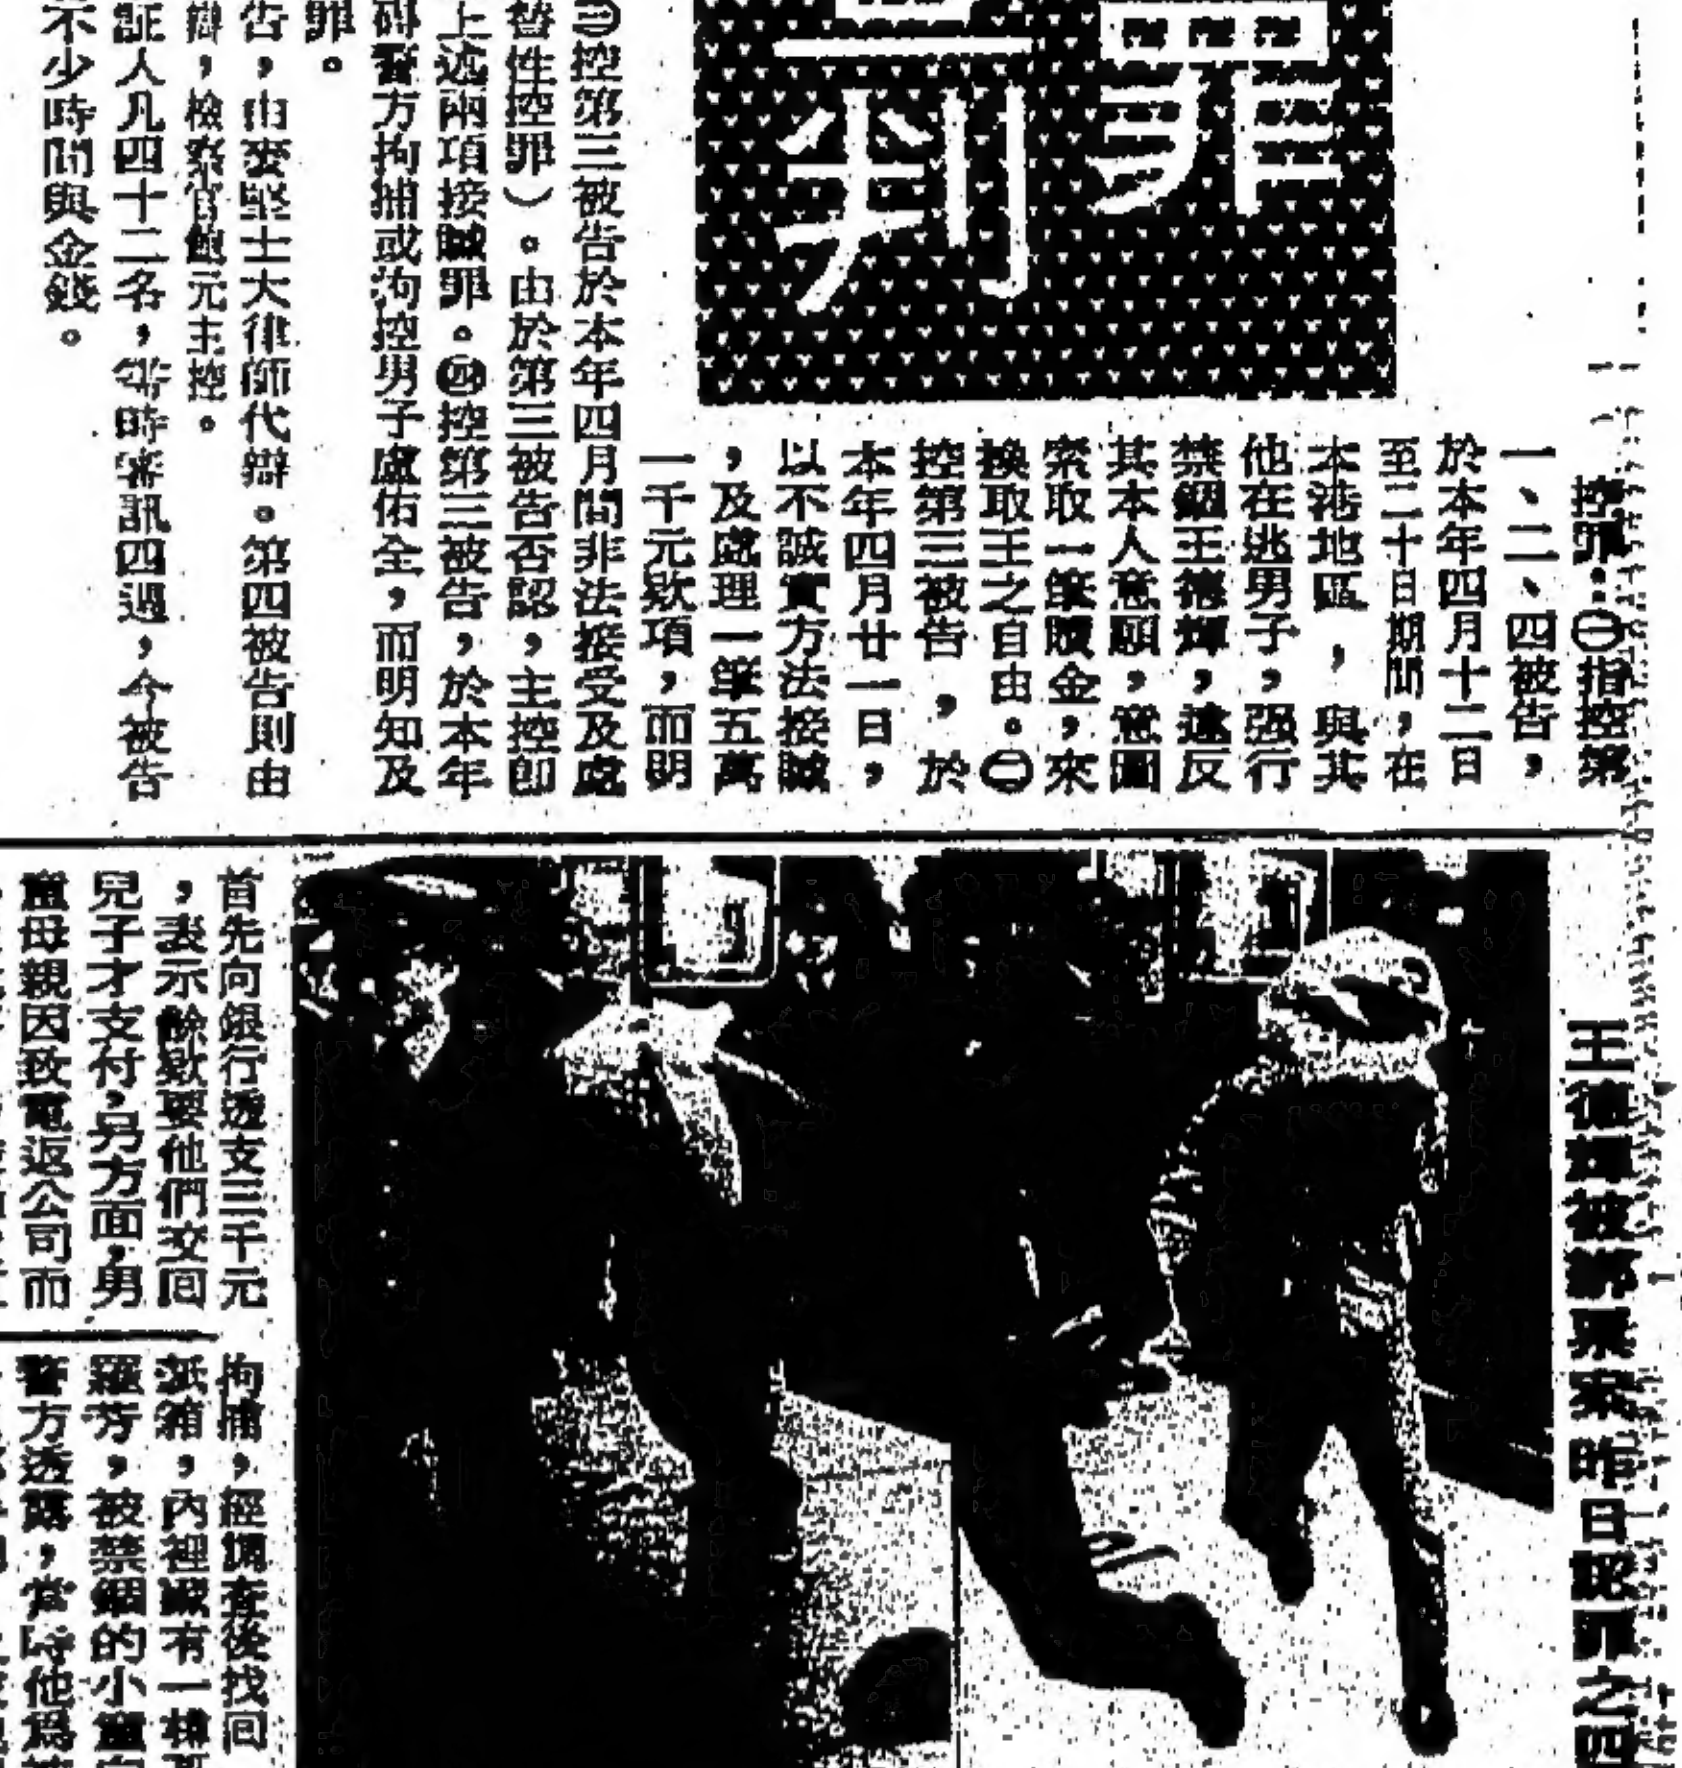 罪
判
控罪：㊀指控第
一、二、四被告，
於本年四月十二日
至二十日期間，在
本港地區，與其
他在逃男子，强行
禁錮王德輝，違反
其本人意願，意圖
索取一筆贖金，來
換取王之自由。㊁
控第三被告，於
本年四月廿一日，
以不誠實方法接贓
，及處理一筆五萬
一千元欵項，而明
㊂控第三被告於本年四月間非法接受及處
替性控罪）。由於第三被告否認，主控卽
上述兩項接贓罪。㊃控第三被告，於本年
碍警方拘捕或拘控男子盧佑全，而明知及
罪。
告，由麥堅士大律師代辯。第四被告則由
辯，檢察官鮑元主控。
証人凡四十二名，需時審訊四週，今被告
不少時間與金錢。
王德輝被綁票案昨日認罪之四
首先向銀行透支三千元
，表示餘欵要他們交囘
兒子才支付，另方面，男
童母親因致電返公司而
拘捕，經調查後找囘
紙箱，內裡藏有一
羅芳，被禁錮的小童
警方透露，當時他爲